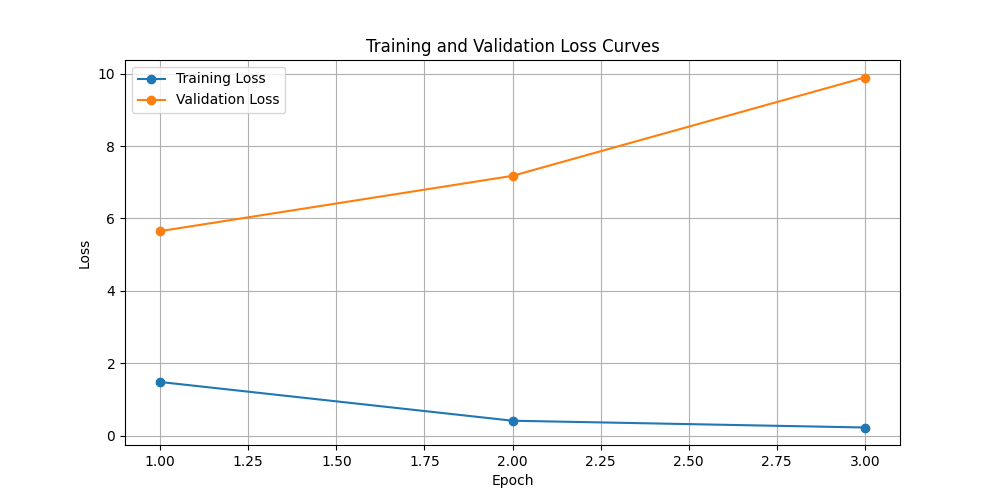 Training and Validation Loss Curves
Training Loss
Validation Loss
10
8
6
4
2
0
Loss
1.00 1.25 1.50 1.75 2.00 2.25 2.50 2.75 3.00
Epoch